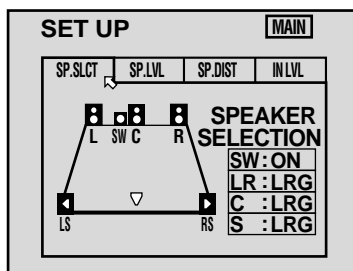 SET UP MAIN
SP.SLCT SP.LVL SP.DIST IN LVL
SPEAKER
L SW C R SELECTION
SW:ON
LR:LRG
C:LRG
LS RS S:LRG